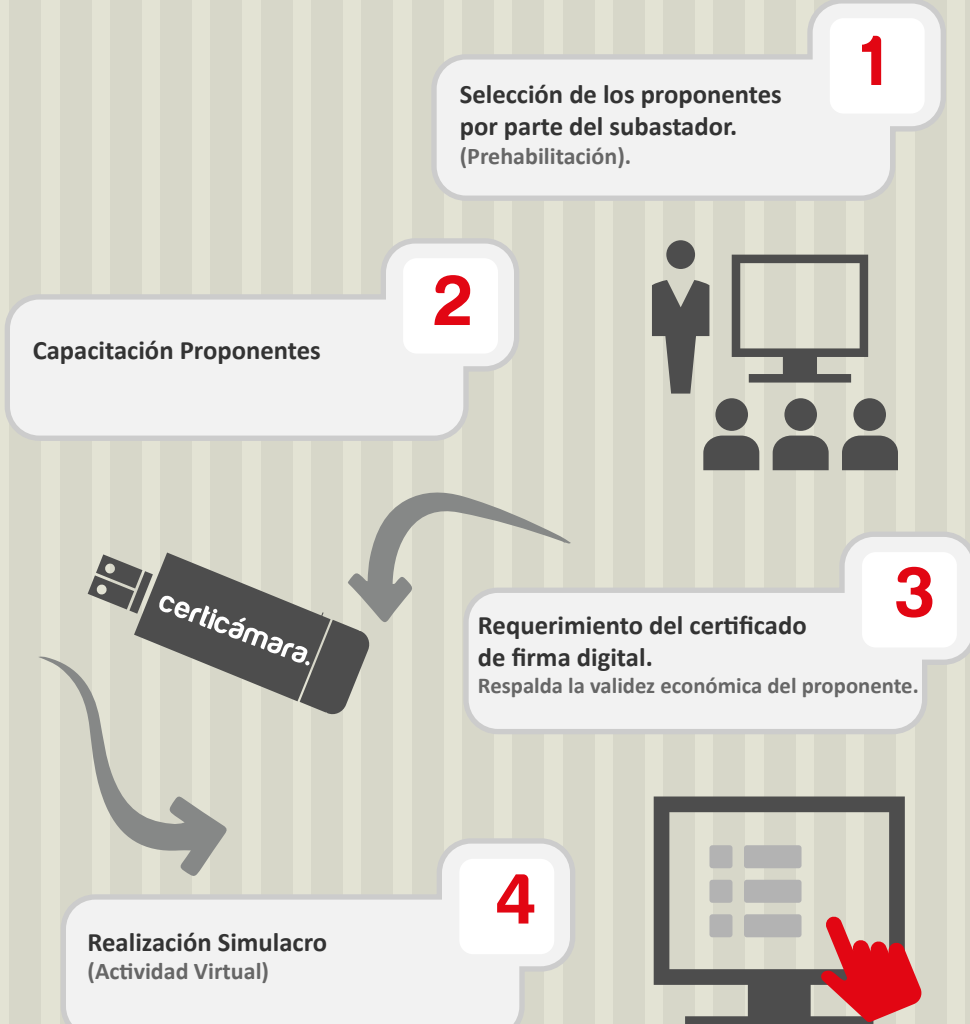 1
Selección de los proponentes
por parte del subastador.
(Prehabilitación).
2
Capacitación Proponentes
certicámara.
3
Requerimiento del certificado
de firma digital.
Respalda la validez económica del proponente.
4
Realización Simulacro
(Actividad Virtual)